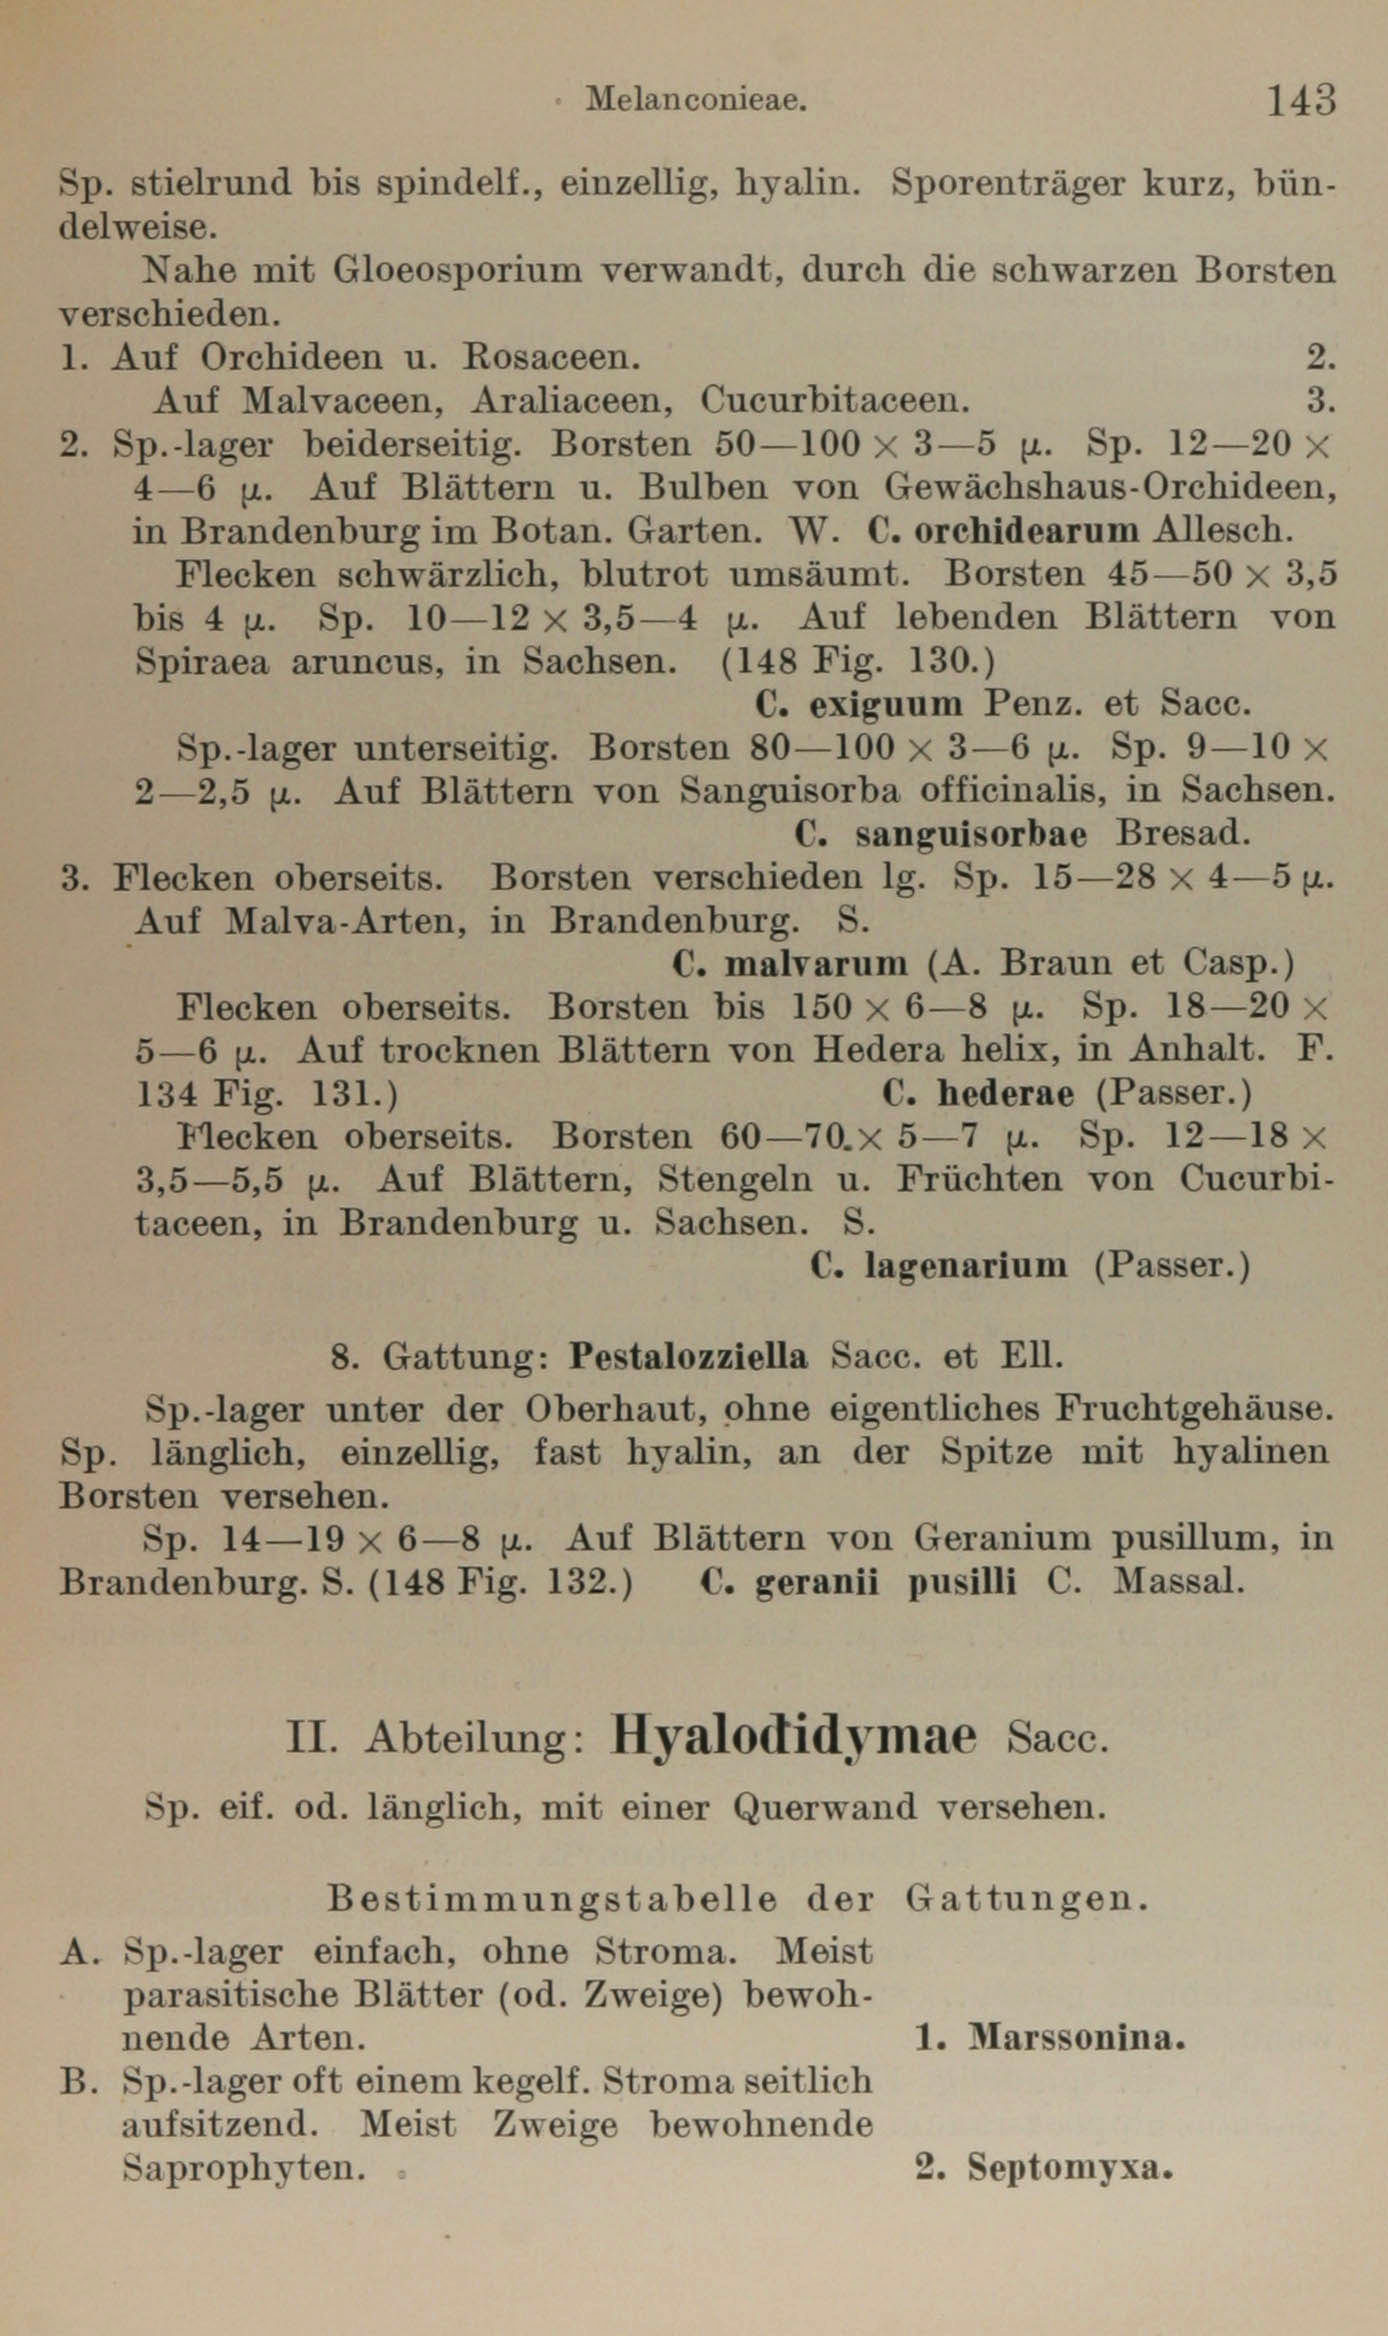 Melanconieae. 143
Sp. stielrund bis spindelf., einzellig, hyalin. Sporenträger kurz, bün-
delweise.
Nahe mit Gloeosporium verwandt, durch die schwarzen Borsten
verschieden.
1. Auf Orchideen u. Rosaceen. 2.
Auf Malvaceen, Araliaceen, Cucurbitaceen. 3.
2. Sp.-lager beiderseitig. Borsten 50—100 × 3—5 µ. Sp. 12—20 ×
4—6 µ. Auf Blättern u. Bulben von Gewächshaus-Orchideen,
in Brandenburg im Botan. Garten. W. C. orchidearum Allesch.
Flecken schwärzlich, blutrot umsäumt. Borsten 45—50 × 3,5
bis 4 µ. Sp. 10—12 × 3,5—4 µ. Auf lebenden Blättern von
Spiraea aruncus, in Sachsen. (148 Fig. 130.)
C. exiguum Penz. et Sacc.
Sp.-lager unterseitig. Borsten 80—100 × 3—6 µ. Sp. 9—10 ×
2—2,5 µ. Auf Blättern von Sanguisorba officinalis, in Sachsen.
C. sanguisorbae Bresad.
3. Flecken oberseits. Borsten verschieden lg. Sp. 15—28 × 4—5 µ.
Auf Malva-Arten, in Brandenburg. S.
C. malvarum (A. Braun et Casp.)
Flecken oberseits. Borsten bis 150 × 6—8 µ. Sp. 18—20 ×
5—6 µ. Auf trocknen Blättern von Hedera helix, in Anhalt. F.
134 Fig. 131.) C. hederae (Passer.)
Flecken oberseits. Borsten 60—70.× 5—7 µ. Sp. 12—18 ×
3,5—5,5 µ. Auf Blättern, Stengeln u. Früchten von Cucurbi-
taceen, in Brandenburg u. Sachsen. S.
C. lagenarium (Passer.)
8. Gattung: Pestalozziella Sacc. et Ell.
Sp.-lager unter der Oberhaut, ohne eigentliches Fruchtgehäuse.
Sp. länglich, einzellig, fast hyalin, an der Spitze mit hyalinen
Borsten versehen.
Sp. 14—19 × 6—8 µ. Auf Blättern von Geranium pusillum, in
Brandenburg. S. (148 Fig. 132.) C. geranii pusilli C. Massal.
II. Abteilung: Hyalodidymae Sacc.
Sp. eif. od. länglich, mit einer Querwand versehen.
Bestimmungstabelle der Gattungen.
A. Sp.-lager einfach, ohne Stroma. Meist
parasitische Blätter (od. Zweige) bewoh-
nende Arten. 1. Marssonina.
B. Sp.-lager oft einem kegelf. Stroma seitlich
aufsitzend. Meist Zweige bewohnende
Saprophyten. 2. Septomyxa.